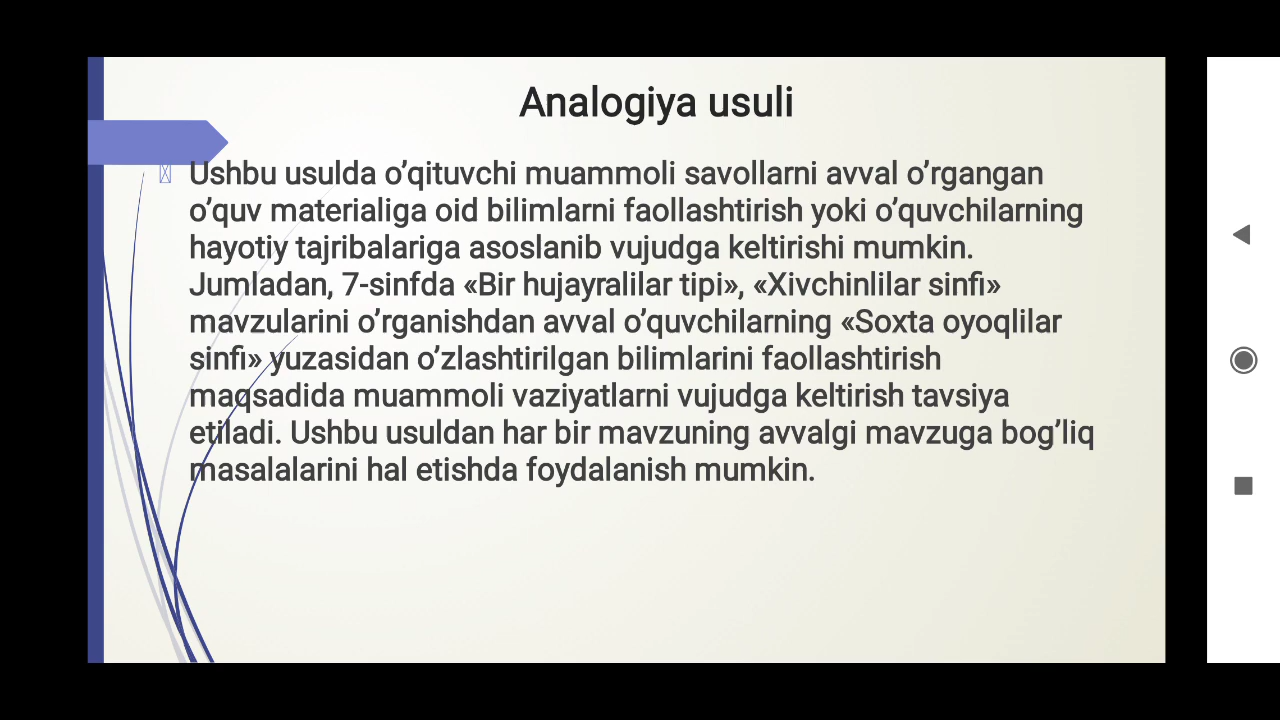 Analogiya usuli
Ushbu usulda o’qituvchi muammoli savollarni avval o’rgangan
o’quv materialiga oid bilimlarni faollashtirish yoki o’quvchilarning
hayotiy tajribalariga asoslanib vujudga keltirishi mumkin.
Jumladan, 7-sinfda «Bir hujayralilar tipi», «Xivchinlilar sinfi»
mavzularini o’rganishdan avval o’quvchilarning «Soxta oyoqlilar
sinfi» yuzasidan o’zlashtirilgan bilimlarini faollashtirish
maqsadida muammoli vaziyatlarni vujudga keltirish tavsiya
etiladi. Ushbu usuldan har bir mavzuning avvalgi mavzuga bog’liq
masalalarini hal etishda foydalanish mumkin.